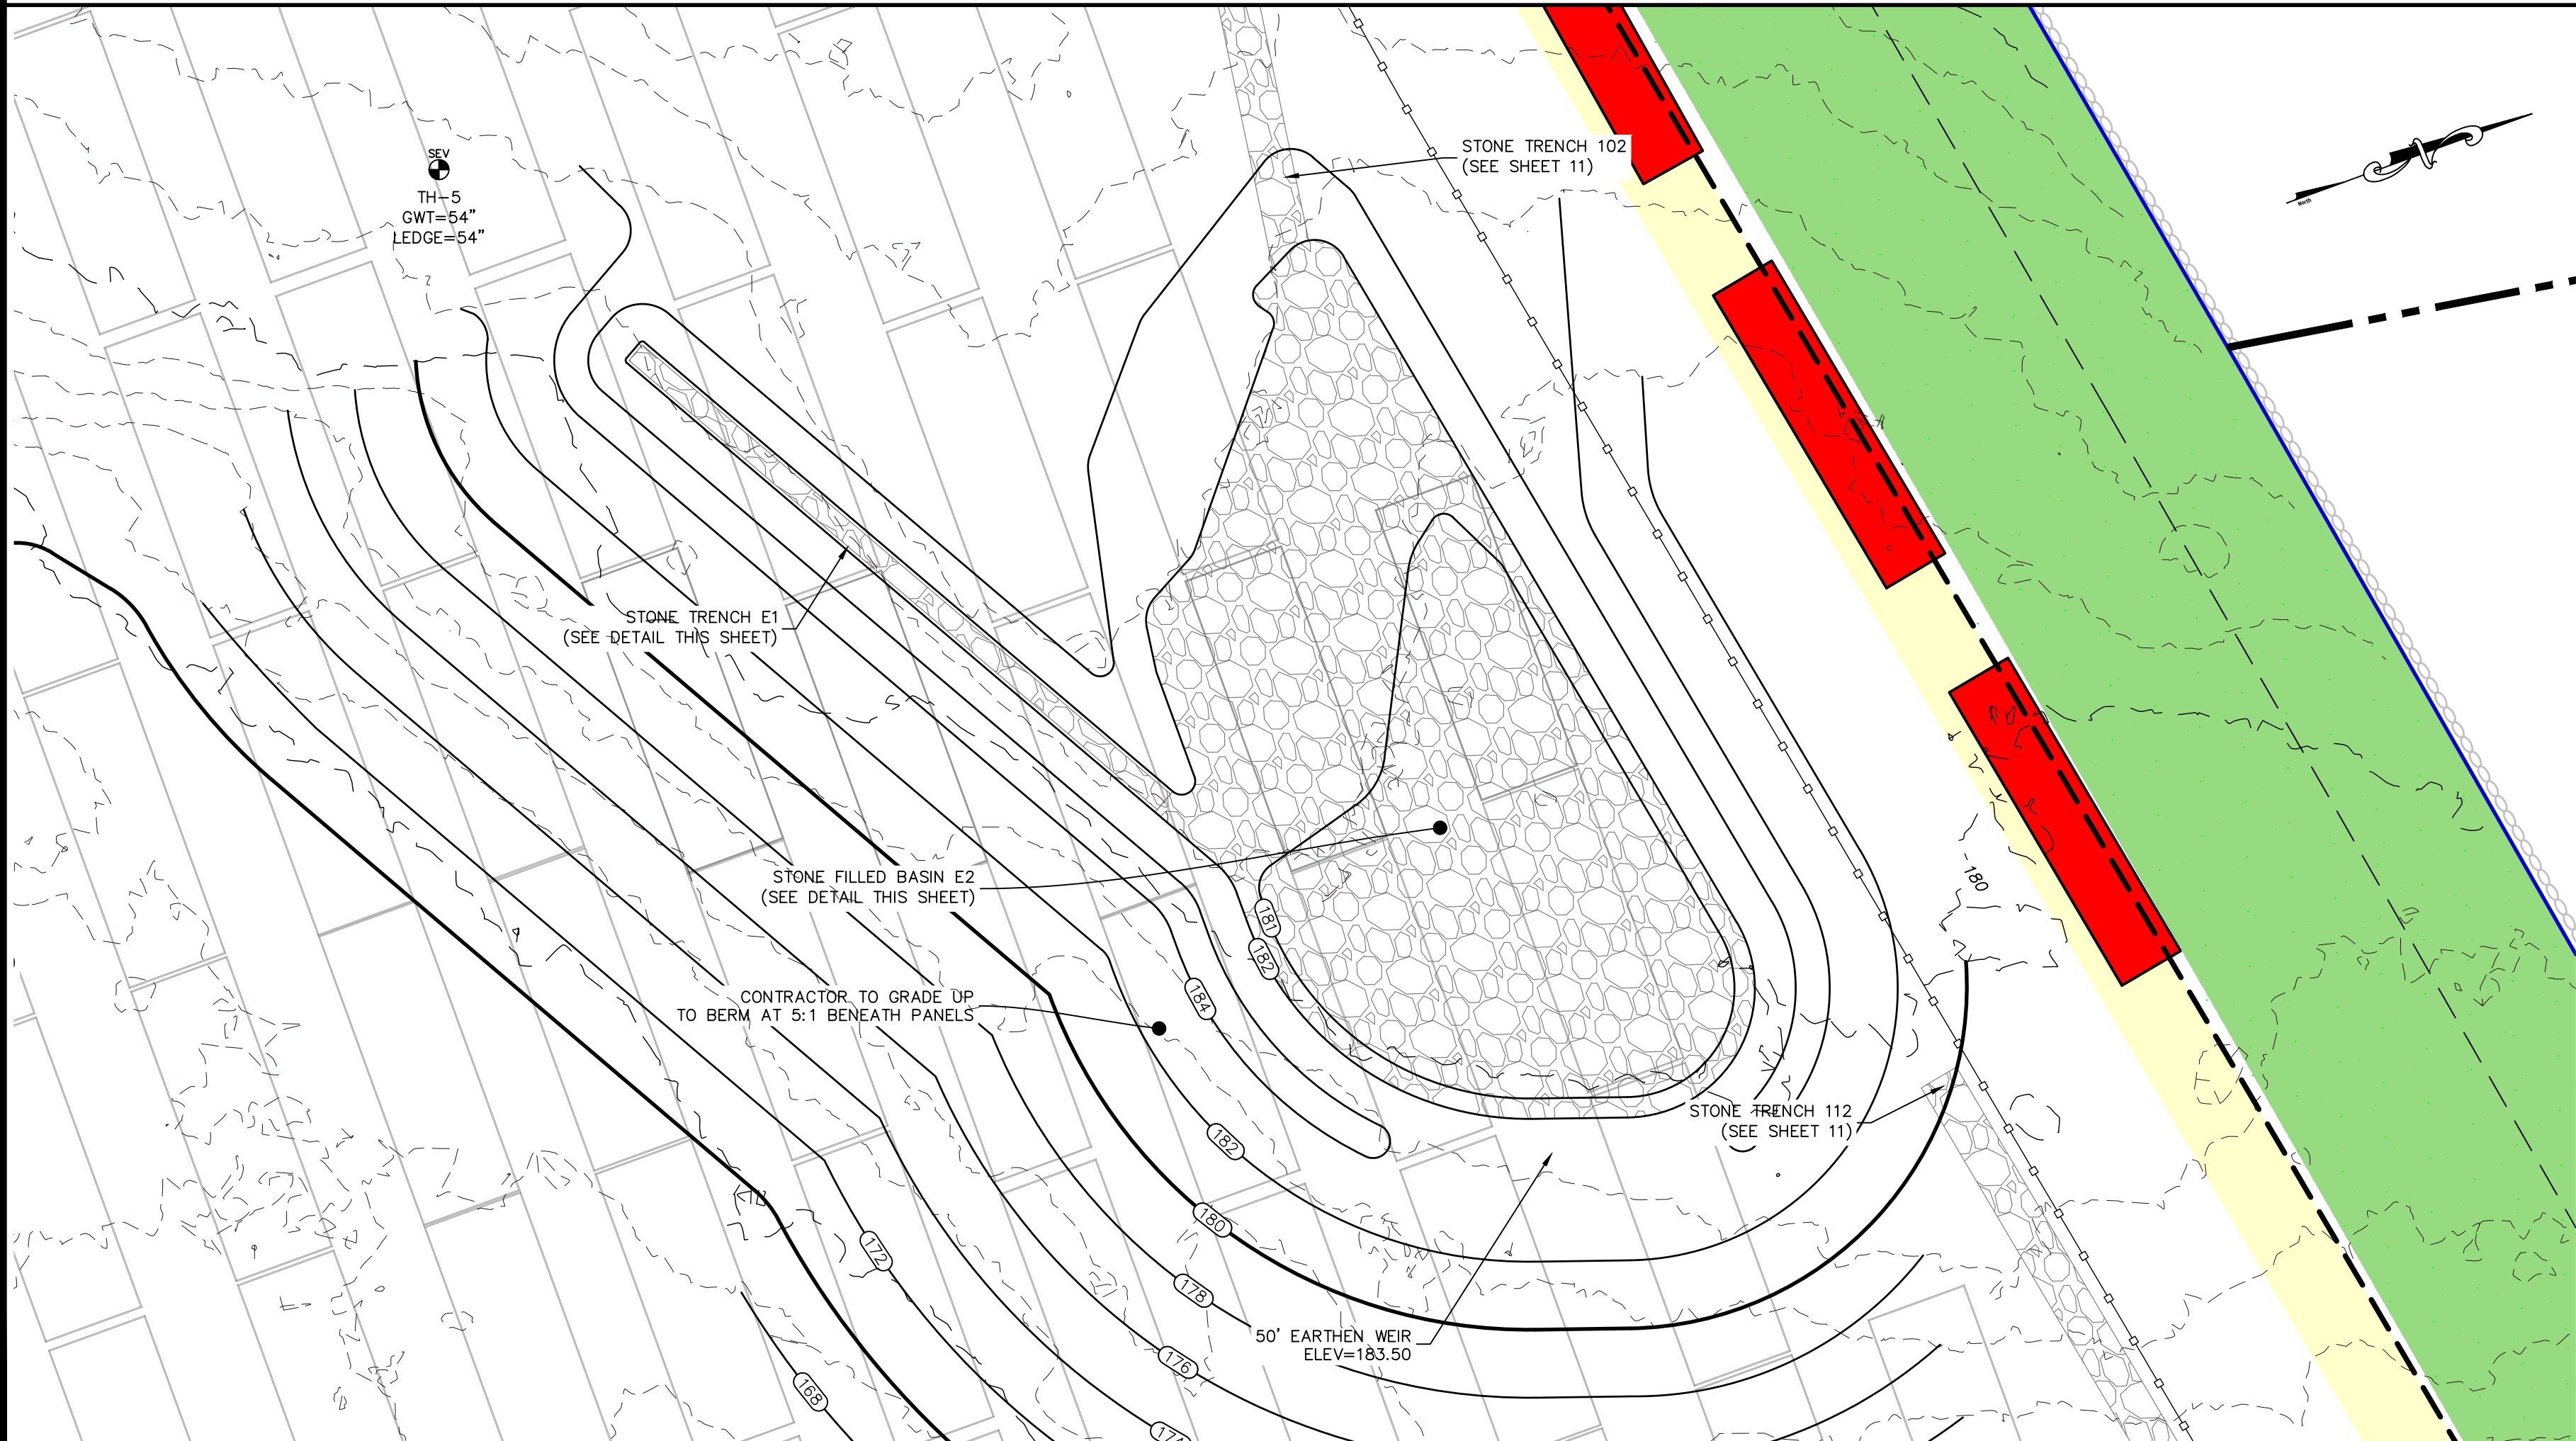 STONE TRENCH 102
(SEE SHEET 11)
SEV
TH-5
GWT=54"
LEDGE=54"
North
STONE TRENCH E1
(SEE DETAIL THIS SHEET)
STONE FILLED BASIN E2
(SEE DETAIL THIS SHEET)
-180
181
182
184
CONTRACTOR TO GRADE UP
TO BERM AT 5:1 BENEATH PANELS
STONE TRENCH 112
(SEE SHEET 11)
182
180
172
178
50' EARTHEN WEIR
ELEV=183.50
176
168